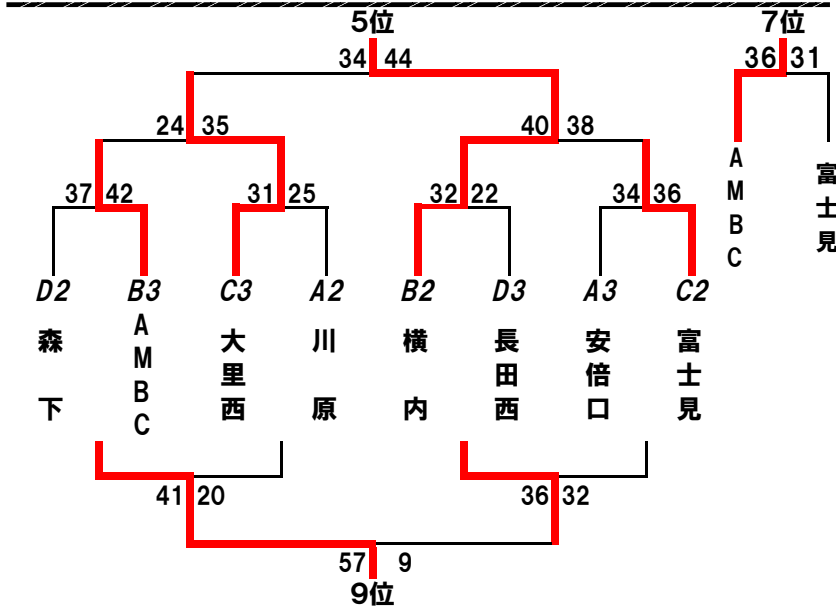 5位
7位
34 44
36 31
24 35
40 38
37 42
31 25
32 22
34 36
AMBC
富士見
D2 B3 C3 A2 B2 D3 A3 C2
森下
AMBC
大里西
川原
横内
長田西
安倍口
富士見
41 20
36 32
57 9
9位